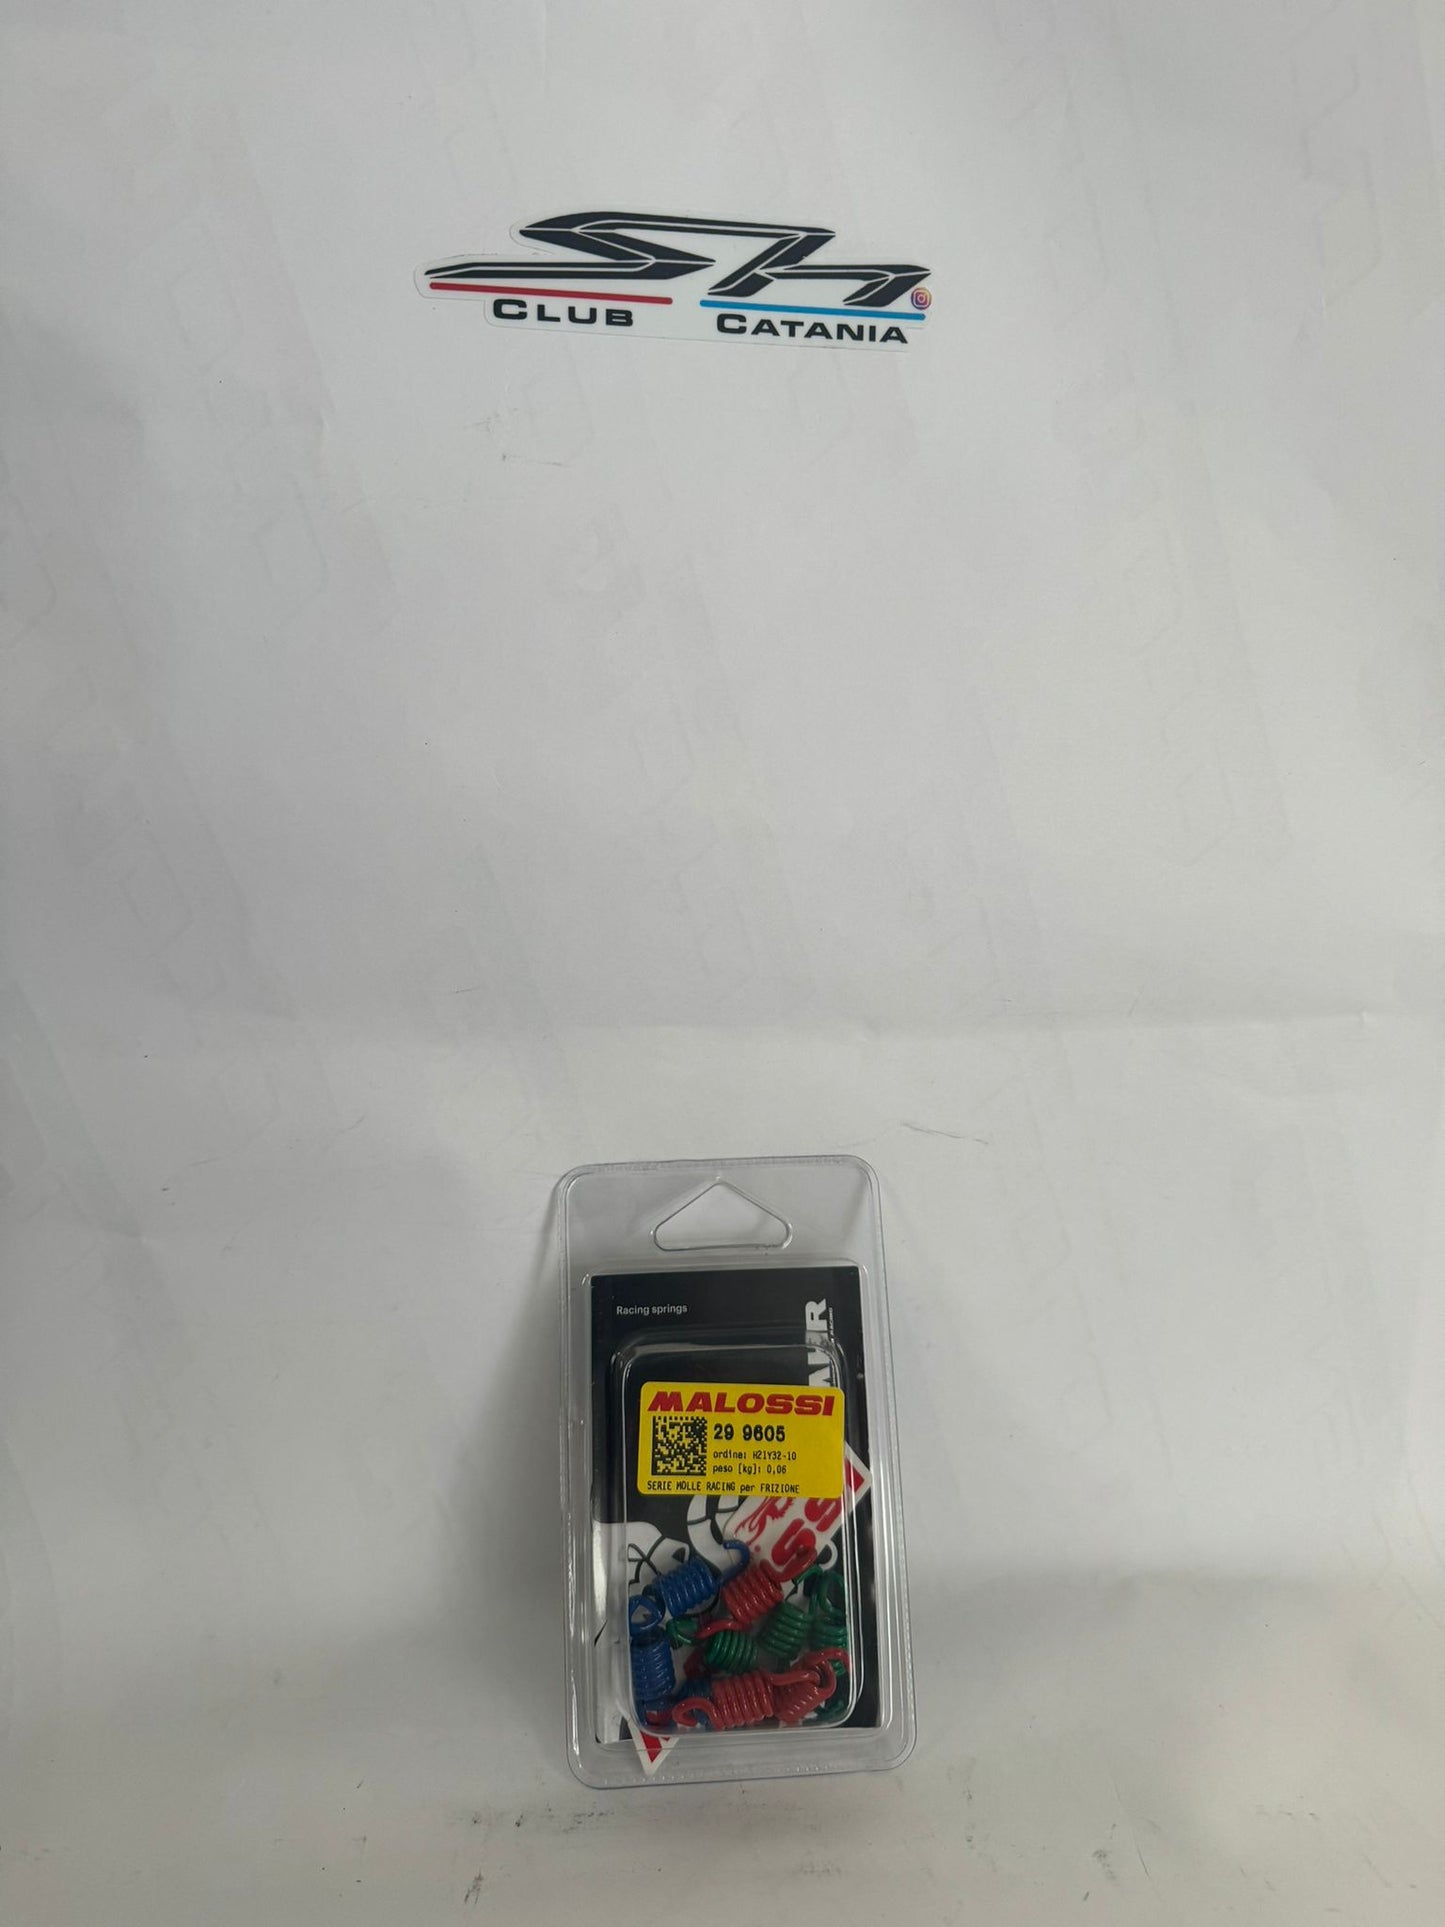 Sh
CLUB CATANIA
Racing springs
MALOSSI
29 9605
ordine: H21Y32-10
peso [kg]: 0,06
SERIE MOLLE RACING per FRIZIONE